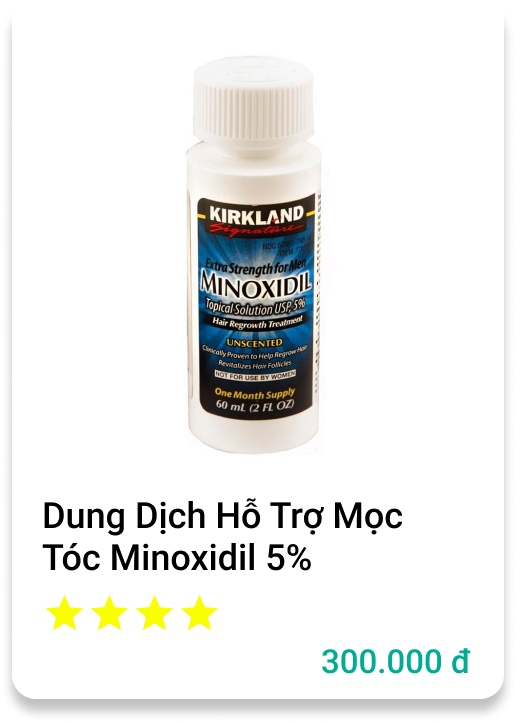 KIRKLAND
Signature
Extra Strength for Men
MINOXIDIL
Topical Solution USP, 5%
Hair Regrowth Treatment
UNSCENTED
Clinically Proven to Help Regrow Hair
Revitalizes Hair Follicles
NOT FOR USE BY WOMEN
One Month Supply
60 mL (2 FL OZ)
Dung Dịch Hỗ Trợ Mọc
Tóc Minoxidil 5%
300.000 đ